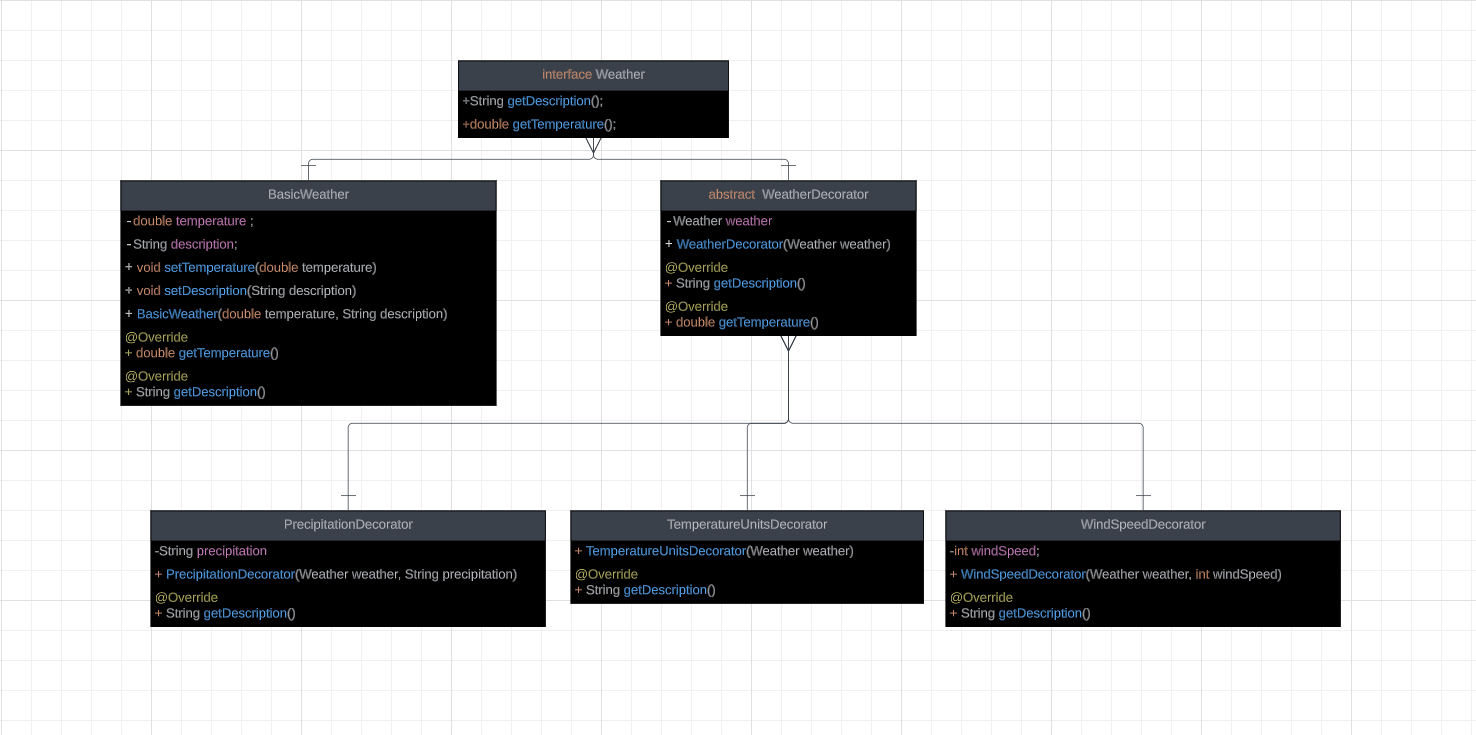 interface Weather
+String getDescription();
+double getTemperature();
BasicWeather
-double temperature ;
-String description;
+ void setTemperature(double temperature)
+ void setDescription(String description)
+ BasicWeather(double temperature, String description)
@Override
+ double getTemperature()
@Override
+ String getDescription()
abstract WeatherDecorator
-Weather weather
+ WeatherDecorator(Weather weather)
@Override
+ String getDescription()
@Override
+ double getTemperature()
PrecipitationDecorator
-String precipitation
+ PrecipitationDecorator(Weather weather, String precipitation)
@Override
+ String getDescription()
TemperatureUnitsDecorator
+ TemperatureUnitsDecorator(Weather weather)
@Override
+ String getDescription()
WindSpeedDecorator
-int windSpeed;
+ WindSpeedDecorator(Weather weather, int windSpeed)
@Override
+ String getDescription()